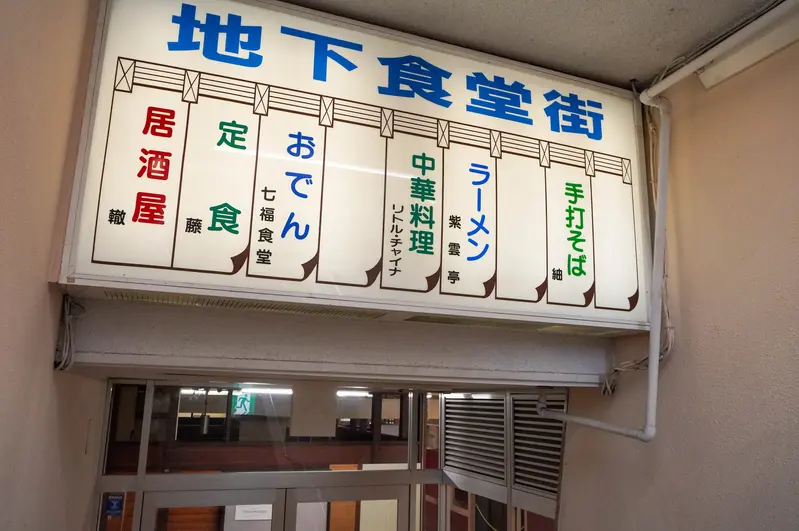 地下食堂街
居酒屋
轍
定食
藤
おでん
七福食堂
中華料理
リトル・チャイナ
ラーメン
紫雲亭
手打そば
紬